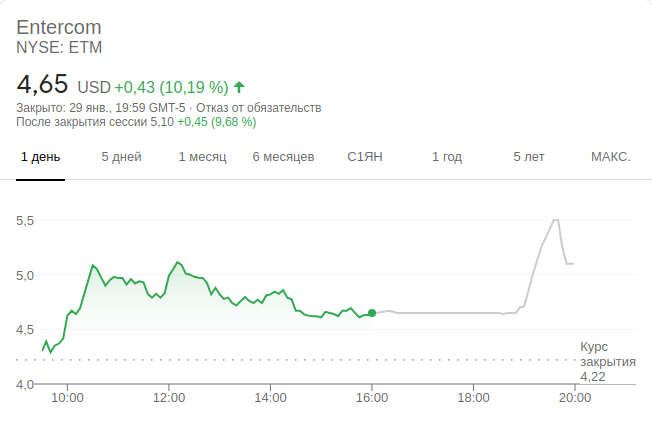 Entercom
NYSE: ETM
4,65 USD +0,43 (10,19 %)
Закрыто: 29 янв., 19:59 GMT-5 · Отказ от обязательств
После закрытия сессии 5,10 +0,45 (9,68 %)
1 день 5 дней 1 месяц 6 месяцев С1ЯН 1 год 5 лет МАКС.
5,5
5,0
4,5
4,0
Курс
закрытия
4,22
10:00 12:00 14:00 16:00 18:00 20:00